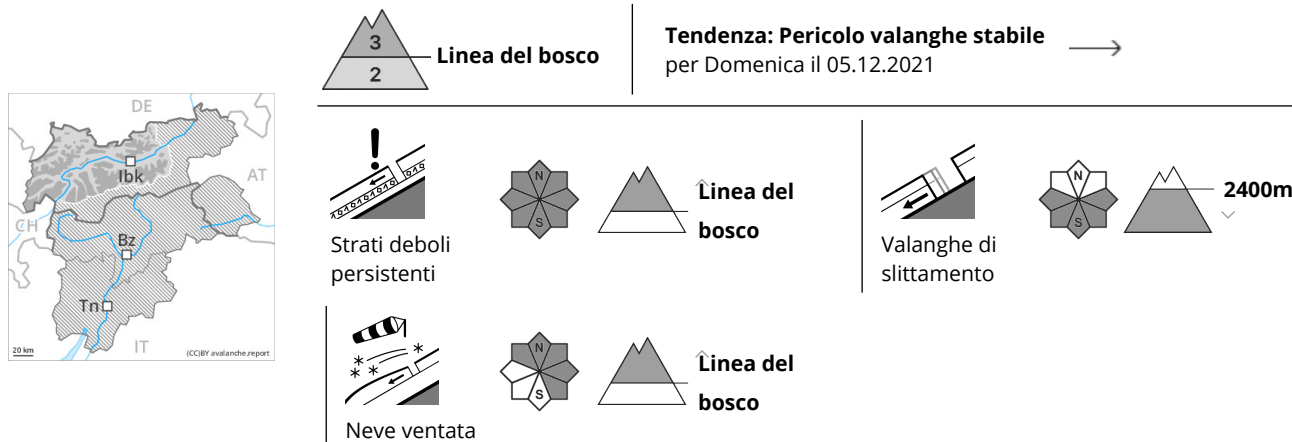 DE
AT
CH
IT
Ibk
Bz
Tn
20 km
(CC)BY avalanche.report
3
2
Linea del bosco
Tendenza: Pericolo valanghe stabile
per Domenica il 05.12.2021
N
S
Linea del
bosco
Strati deboli
persistenti
N
S
2400m
Valanghe di
slittamento
N
S
Linea del
bosco
Neve ventata